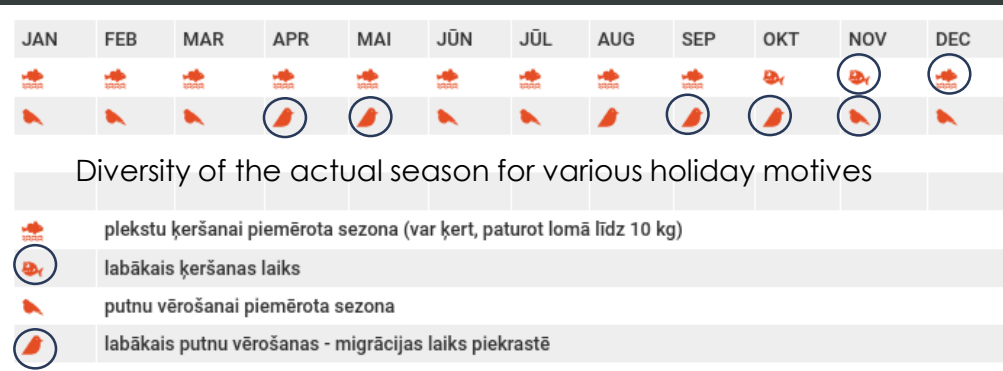 JAN FEB MAR APR MAI JŪN JŪL AUG SEP OKT NOV DEC
Diversity of the actual season for various holiday motives
plekstu ķeršanai piemērota sezona (var ķert, paturot lomā līdz 10 kg)
labākais ķeršanas laiks
putnu vērošanai piemērota sezona
labākais putnu vērošanas - migrācijas laiks piekrastē